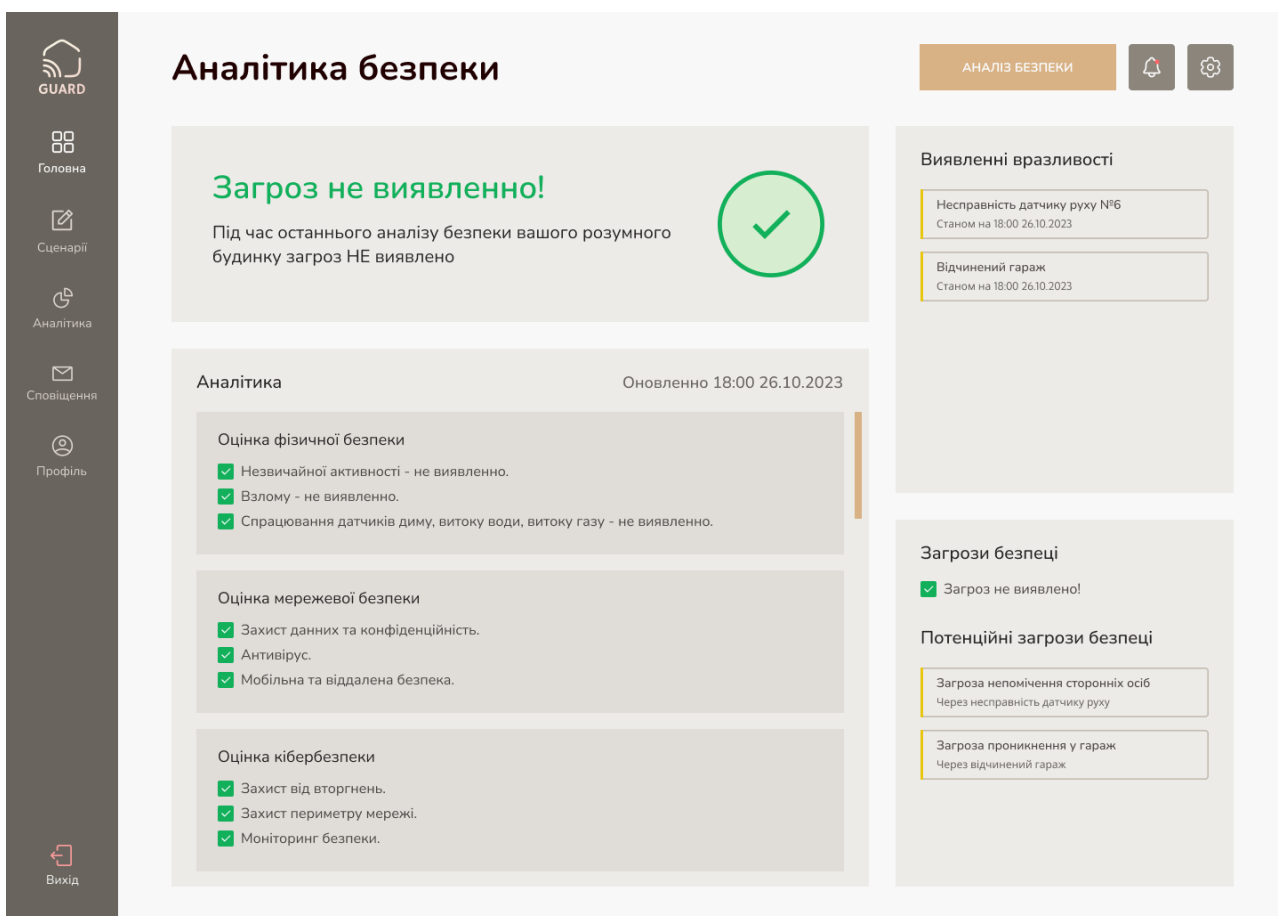 GUARD
Головна
Сценарії
Аналітика
Сповіщення
Профіль
Вихід
Аналітика безпеки
АНАЛІЗ БЕЗПЕКИ
Загроз не виявленно!
Під час останнього аналізу безпеки вашого розумного
будинку загроз НЕ виявлено
Аналітика
Оновленно 18:00 26.10.2023
Оцінка фізичної безпеки
Незвичайної активності - не виявленно.
Взлому - не виявленно.
Спрацювання датчиків диму, витоку води, витоку газу - не виявленно.
Оцінка мережевої безпеки
Захист данних та конфіденційність.
Антивірус.
Мобільна та віддалена безпека.
Оцінка кібербезпеки
Захист від вторгнень.
Захист периметру мережі.
Моніторинг безпеки.
Виявленні вразливості
Несправність датчику руху №6
Станом на 18:00 26.10.2023
Відчинений гараж
Станом на 18:00 26.10.2023
Загрози безпеці
Загроз не виявлено!
Потенційні загрози безпеці
Загроза непомічення сторонніх осіб
Через несправність датчику руху
Загроза проникнення у гараж
Через відчинений гараж